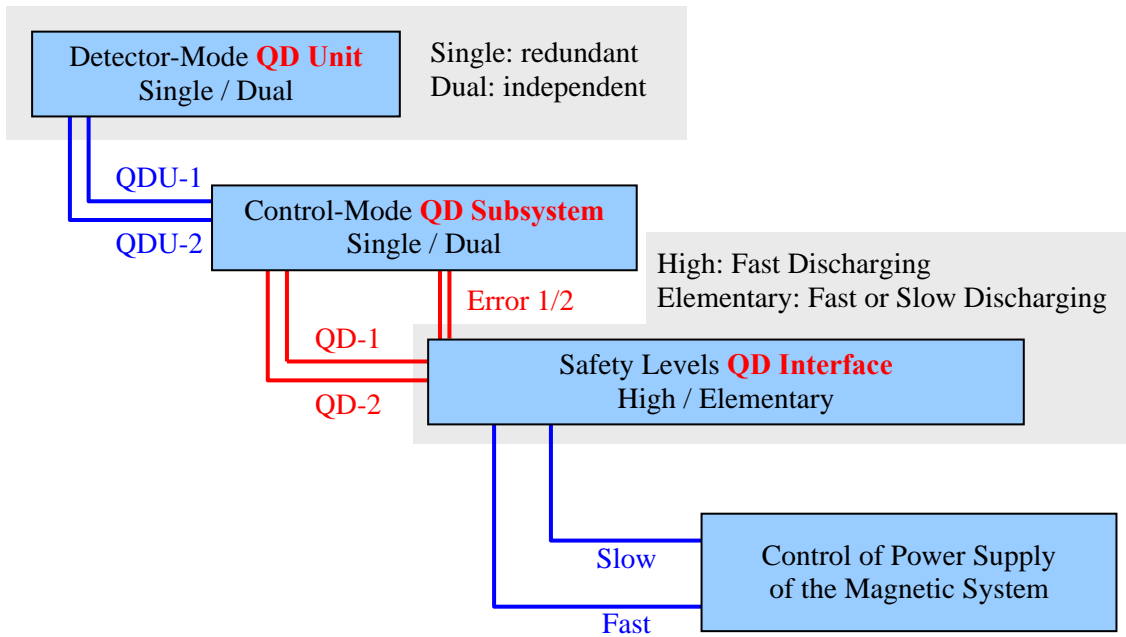 Detector-Mode QD Unit
Single / Dual
Single: redundant
Dual: independent
QDU-1
QDU-2
Control-Mode QD Subsystem
Single / Dual
High: Fast Discharging
Elementary: Fast or Slow Discharging
Error 1/2
QD-1
QD-2
Safety Levels QD Interface
High / Elementary
Slow
Fast
Control of Power Supply
of the Magnetic System